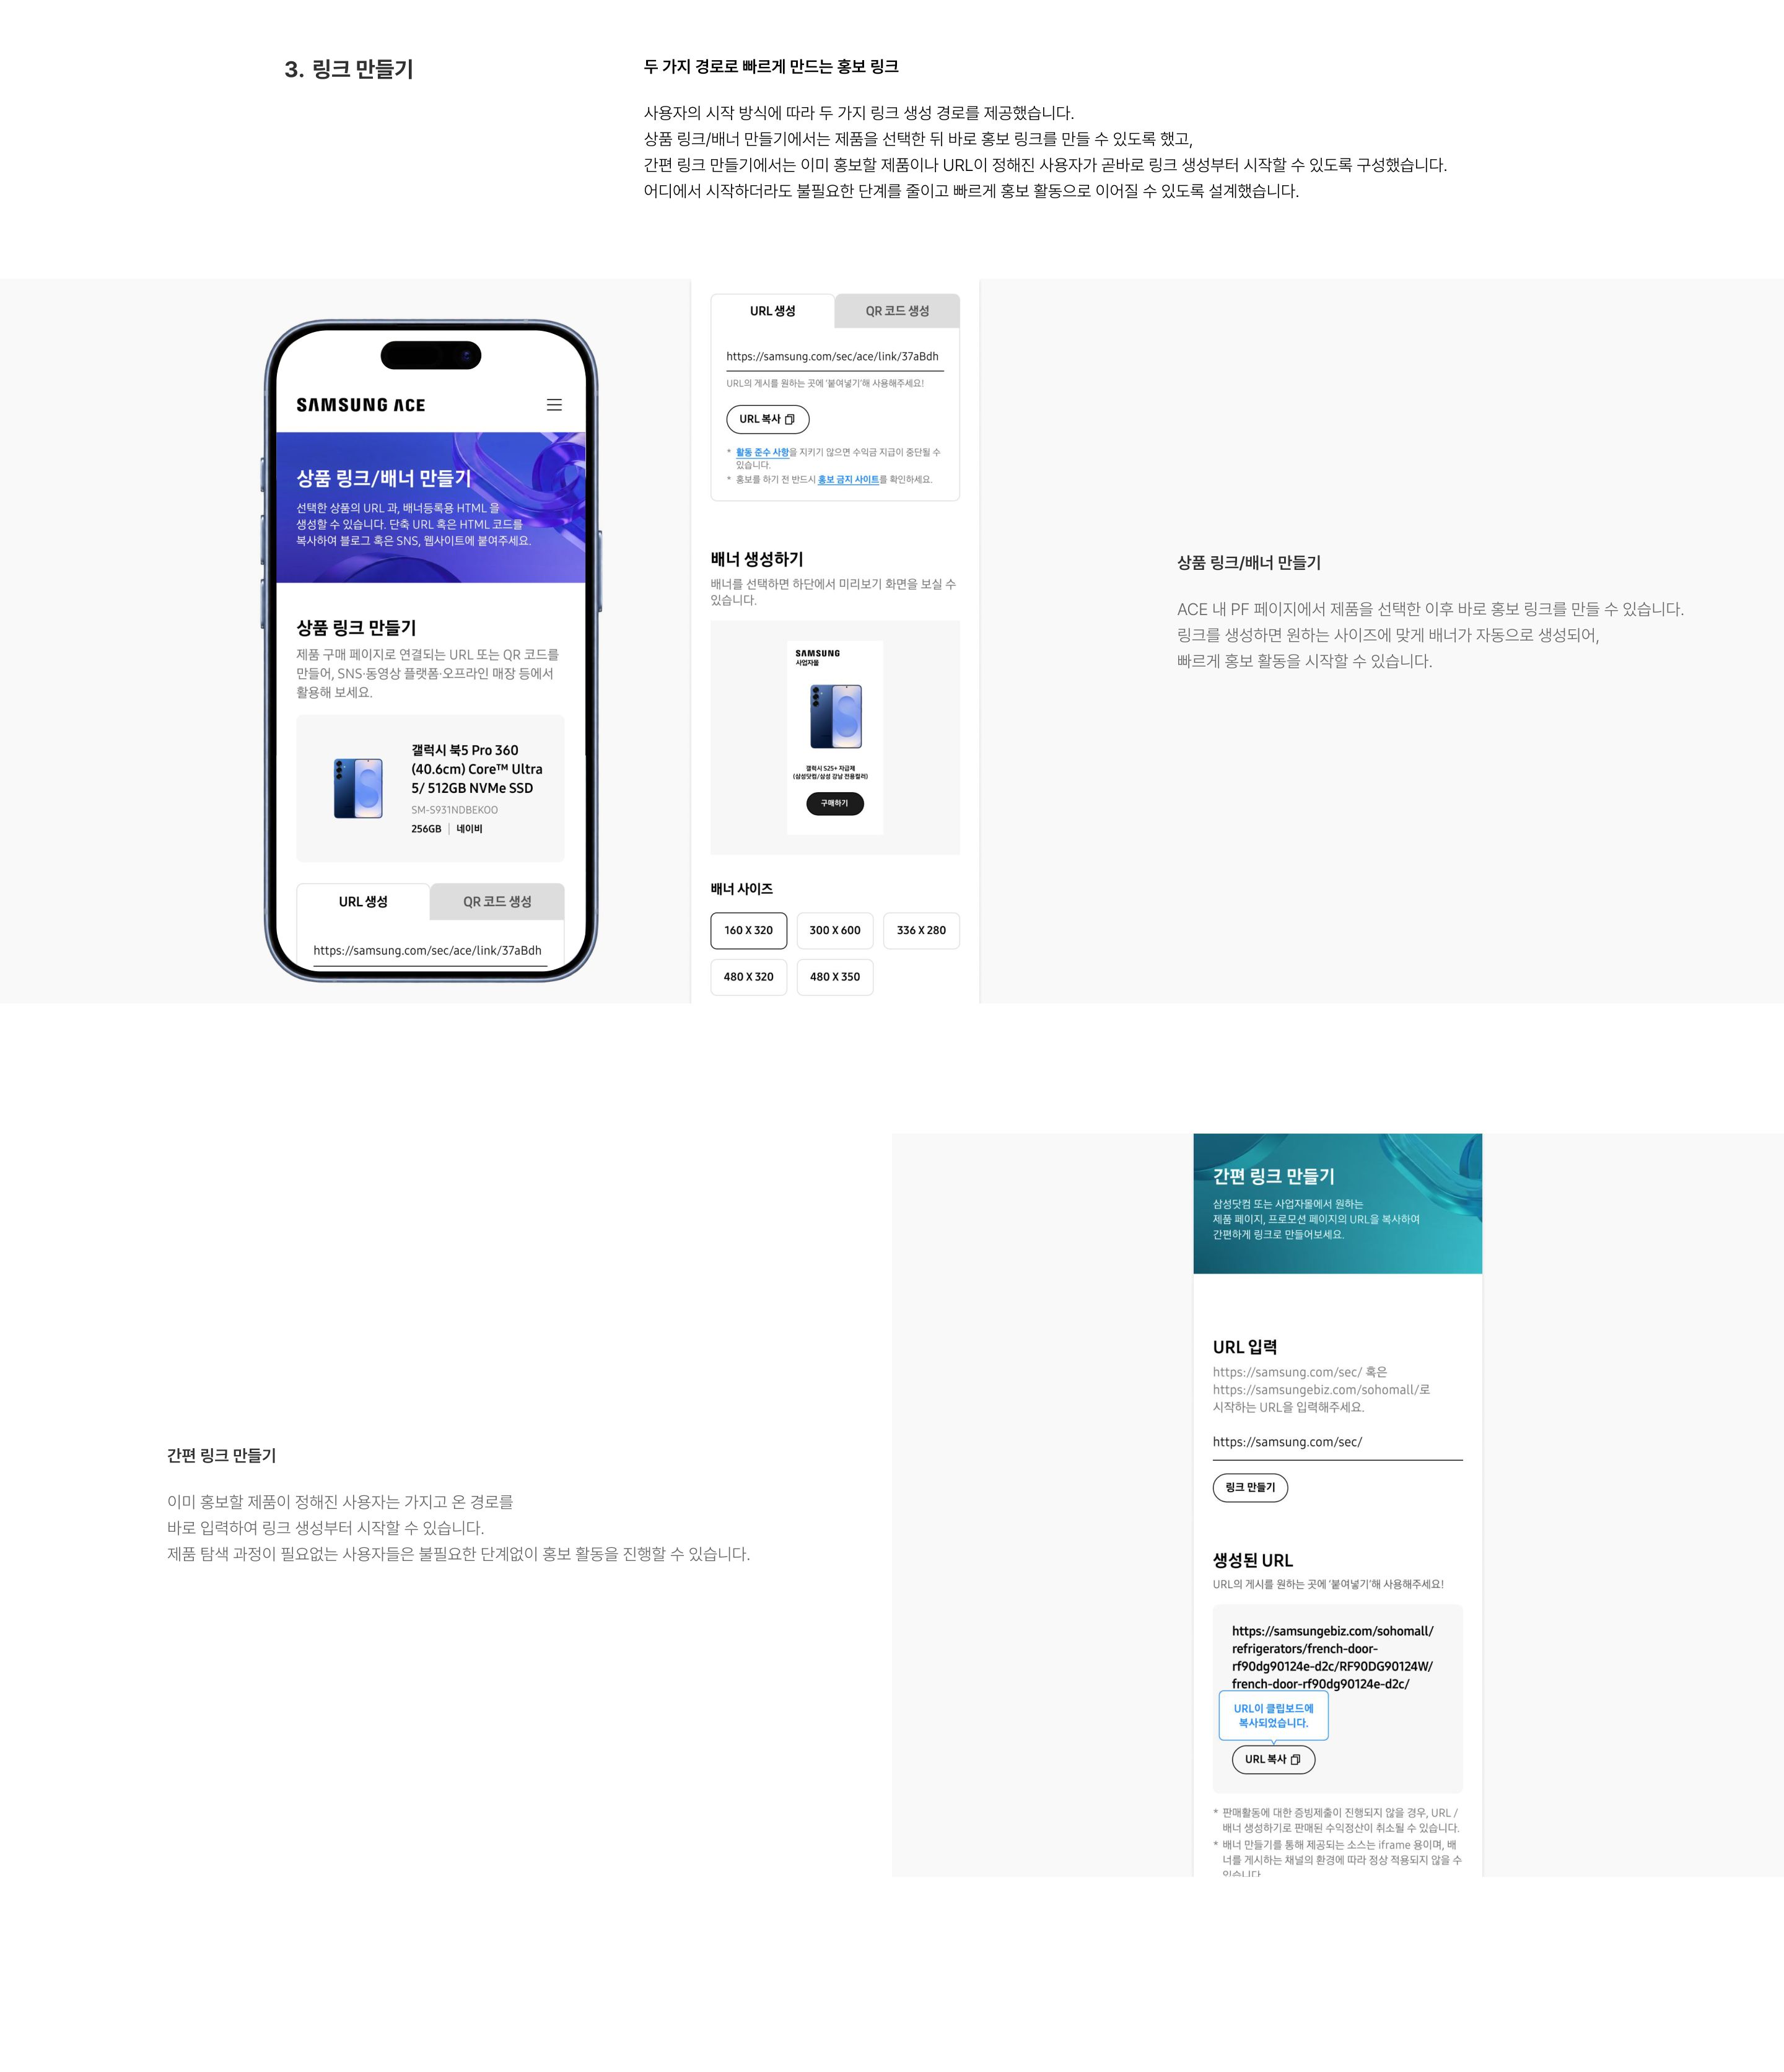 3. 링크 만들기
두 가지 경로로 빠르게 만드는 홍보 링크
사용자의 시작 방식에 따라 두 가지 링크 생성 경로를 제공했습니다.
상품 링크/배너 만들기에서는 제품을 선택한 뒤 바로 홍보 링크를 만들 수 있도록 했고,
간편 링크 만들기에서는 이미 홍보할 제품이나 URL이 정해진 사용자가 곧바로 링크 생성부터 시작할 수 있도록 구성했습니다.
어디에서 시작하더라도 불필요한 단계를 줄이고 빠르게 홍보 활동으로 이어질 수 있도록 설계했습니다.
SAMSUNG ACE
상품 링크/배너 만들기
선택한 상품의 URL 과, 배너등록용 HTML 을
생성할 수 있습니다. 단축 URL 혹은 HTML 코드를
복사하여 블로그 혹은 SNS, 웹사이트에 붙여주세요.
상품 링크 만들기
제품 구매 페이지로 연결되는 URL 또는 QR 코드를
만들어, SNS·동영상 플랫폼·오프라인 매장 등에서
활용해 보세요.
갤럭시 북5 Pro 360
(40.6cm) Core™ Ultra
5/ 512GB NVMe SSD
SM-S931NDBEKOO
256GB | 네이비
URL 생성
QR 코드 생성
https://samsung.com/sec/ace/link/37aBdh
URL 생성
QR 코드 생성
https://samsung.com/sec/ace/link/37aBdh
URL의 게시를 원하는 곳에 '붙여넣기'해 사용해주세요!
URL 복사
* 활동 준수 사항을 지키기 않으면 수익금 지급이 중단될 수
있습니다.
* 홍보를 하기 전 반드시 홍보 금지 사이트를 확인하세요.
배너 생성하기
배너를 선택하면 하단에서 미리보기 화면을 보실 수
있습니다.
SAMSUNG
사업자몰
갤럭시 S25+ 자급제
(삼성닷컴/삼성 강남 전용컬러)
구매하기
배너 사이즈
160 X 320
300 X 600
336 X 280
480 X 320
480 X 350
상품 링크/배너 만들기
ACE 내 PF 페이지에서 제품을 선택한 이후 바로 홍보 링크를 만들 수 있습니다.
링크를 생성하면 원하는 사이즈에 맞게 배너가 자동으로 생성되어,
빠르게 홍보 활동을 시작할 수 있습니다.
간편 링크 만들기
이미 홍보할 제품이 정해진 사용자는 가지고 온 경로를
바로 입력하여 링크 생성부터 시작할 수 있습니다.
제품 탐색 과정이 필요없는 사용자들은 불필요한 단계없이 홍보 활동을 진행할 수 있습니다.
간편 링크 만들기
삼성닷컴 또는 사업자몰에서 원하는
제품 페이지, 프로모션 페이지의 URL을 복사하여
간편하게 링크로 만들어보세요.
URL 입력
https://samsung.com/sec/ 혹은
https://samsungebiz.com/sohomall/로
시작하는 URL을 입력해주세요.
https://samsung.com/sec/
링크 만들기
생성된 URL
URL의 게시를 원하는 곳에 '붙여넣기'해 사용해주세요!
https://samsungebiz.com/sohomall/
refrigerators/french-door-
rf90dg90124e-d2c/RF90DG90124W/
french-door-rf90dg90124e-d2c/
URL이 클립보드에
복사되었습니다.
URL 복사
* 판매활동에 대한 증빙제출이 진행되지 않을 경우, URL /
배너 생성하기로 판매된 수익정산이 취소될 수 있습니다.
* 배너 만들기를 통해 제공되는 소스는 iframe 용이며, 배
너를 게시하는 채널의 환경에 따라 정상 적용되지 않을 수
있습니다